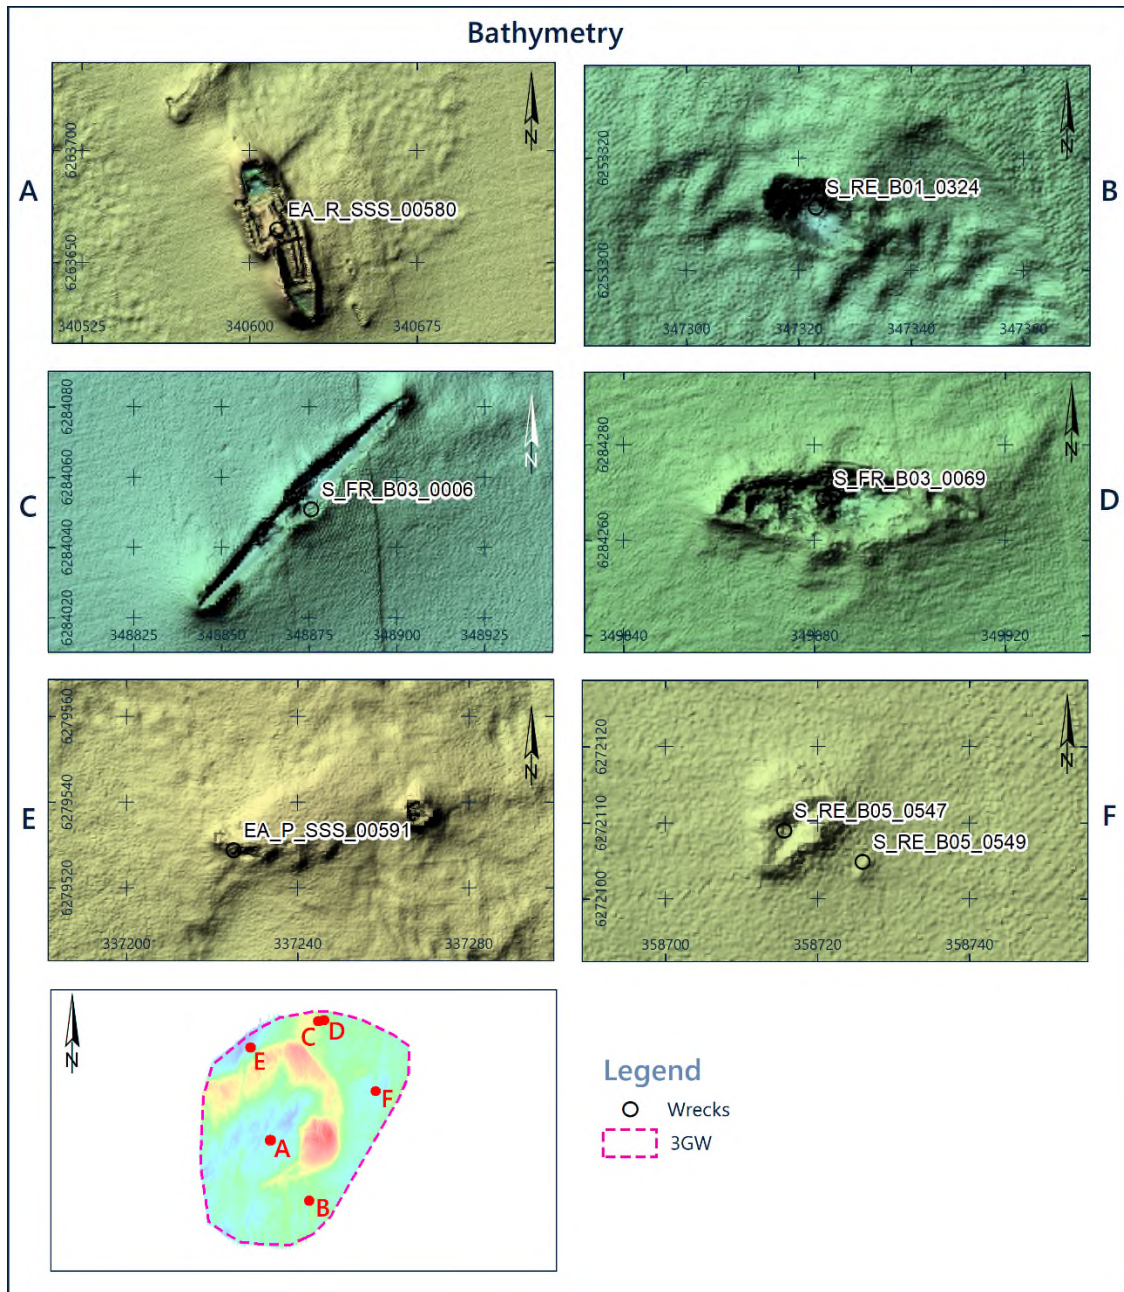 Bathymetry
A
N
6263700
6263650
EA_R_SSS_00580
340525
340600
340675
B
N
6253320
6253300
S_RE_B01_0324
347300
347320
347340
347360
C
N
6284080
6284060
6284040
6284020
S_FR_B03_0006
348825
348850
348875
348900
348925
D
N
6284280
6284260
S_FR_B03_0069
349840
349880
349920
E
N
6279560
6279540
6279520
EA_P_SSS_00591
337200
337240
337280
F
N
6272120
6272110
6272100
S_RE_B05_0547
S_RE_B05_0549
358700
358720
358740
N
C
D
E
F
A
B
Legend
Wrecks
3GW